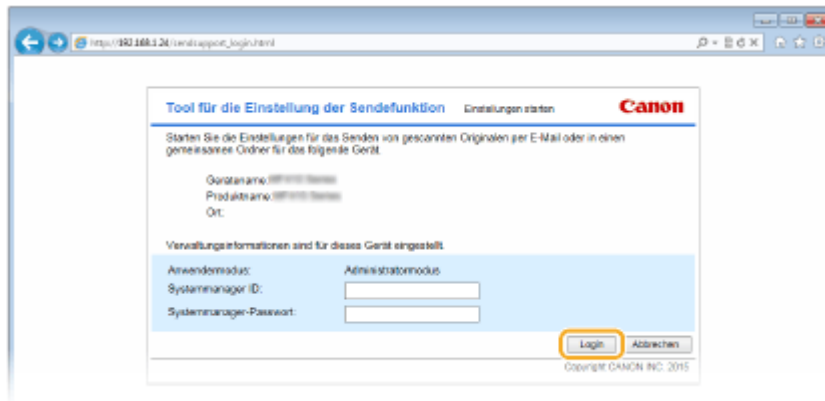 http://192.168.1.24/sendsupport_login.html
Tool für die Einstellung der Sendefunktion Einstellungen starten Canon
Starten Sie die Einstellungen für das Senden von gescannten Originalen per E-Mail oder in einen
gemeinsamen Ordner für das folgende Gerät.
Gerätename:
Produktname:
Ort:
Verwaltungsinformationen sind für dieses Gerät eingestellt.
Anwendermodus: Administratormodus
Systemmanager ID:
Systemmanager-Passwort:
Login Abbrechen
Copyright CANON INC. 2015